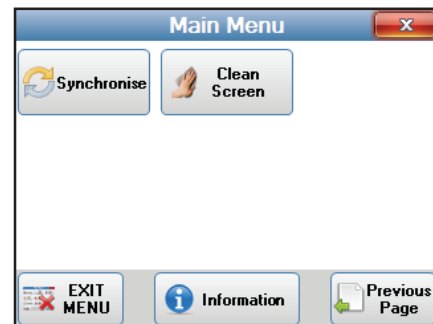 Main Menu
x
Synchronise
Clean
Screen
EXIT
MENU
Information
Previous
Page